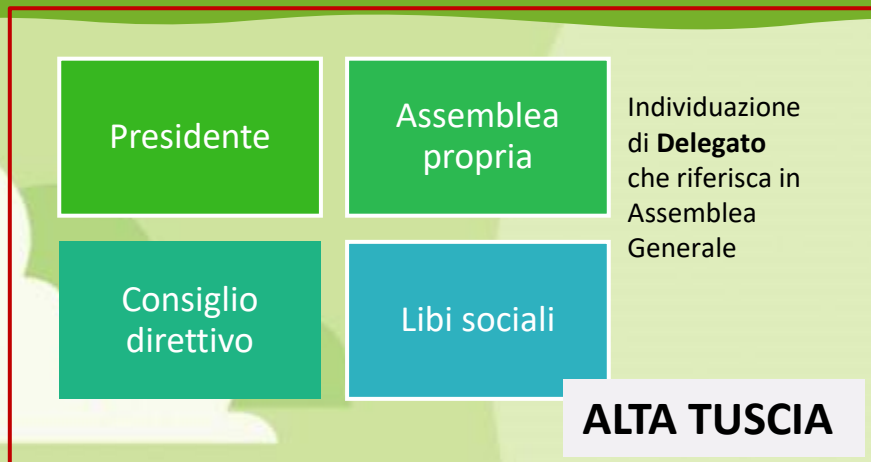 Presidente
Assemblea
propria
Individuazione
di Delegato
che riferisca in
Assemblea
Generale
Consiglio
direttivo
Libi sociali
ALTA TUSCIA